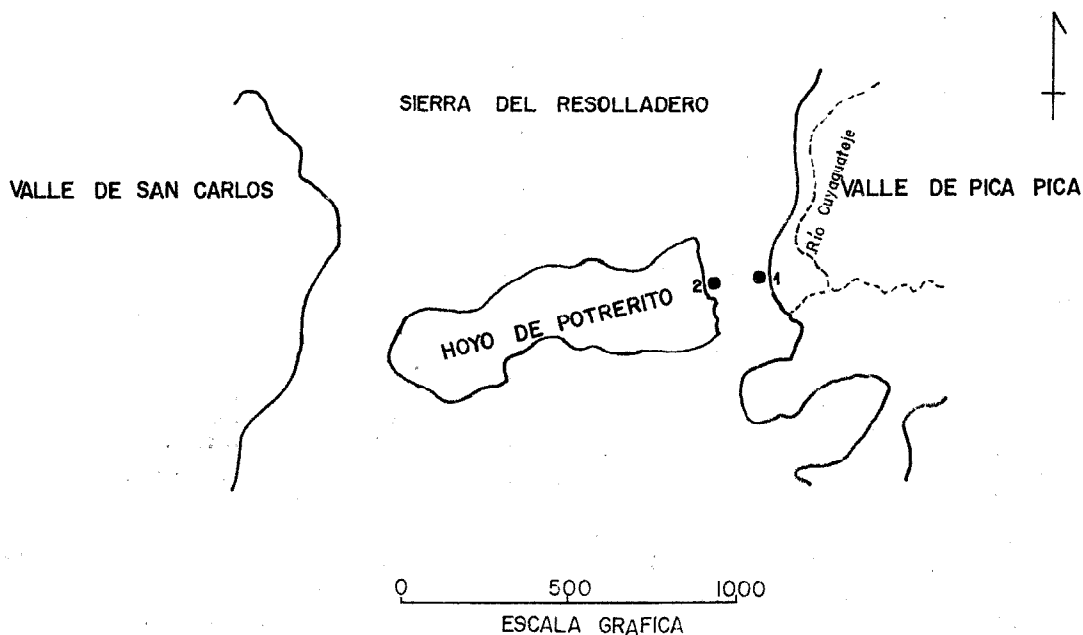 SIERRA DEL RESOLLADERO
VALLE DE SAN CARLOS
Río Cuyaguateje
VALLE DE PICA PICA
2
1
HOYO DE POTRERITO
0 500 1000
ESCALA GRAFICA